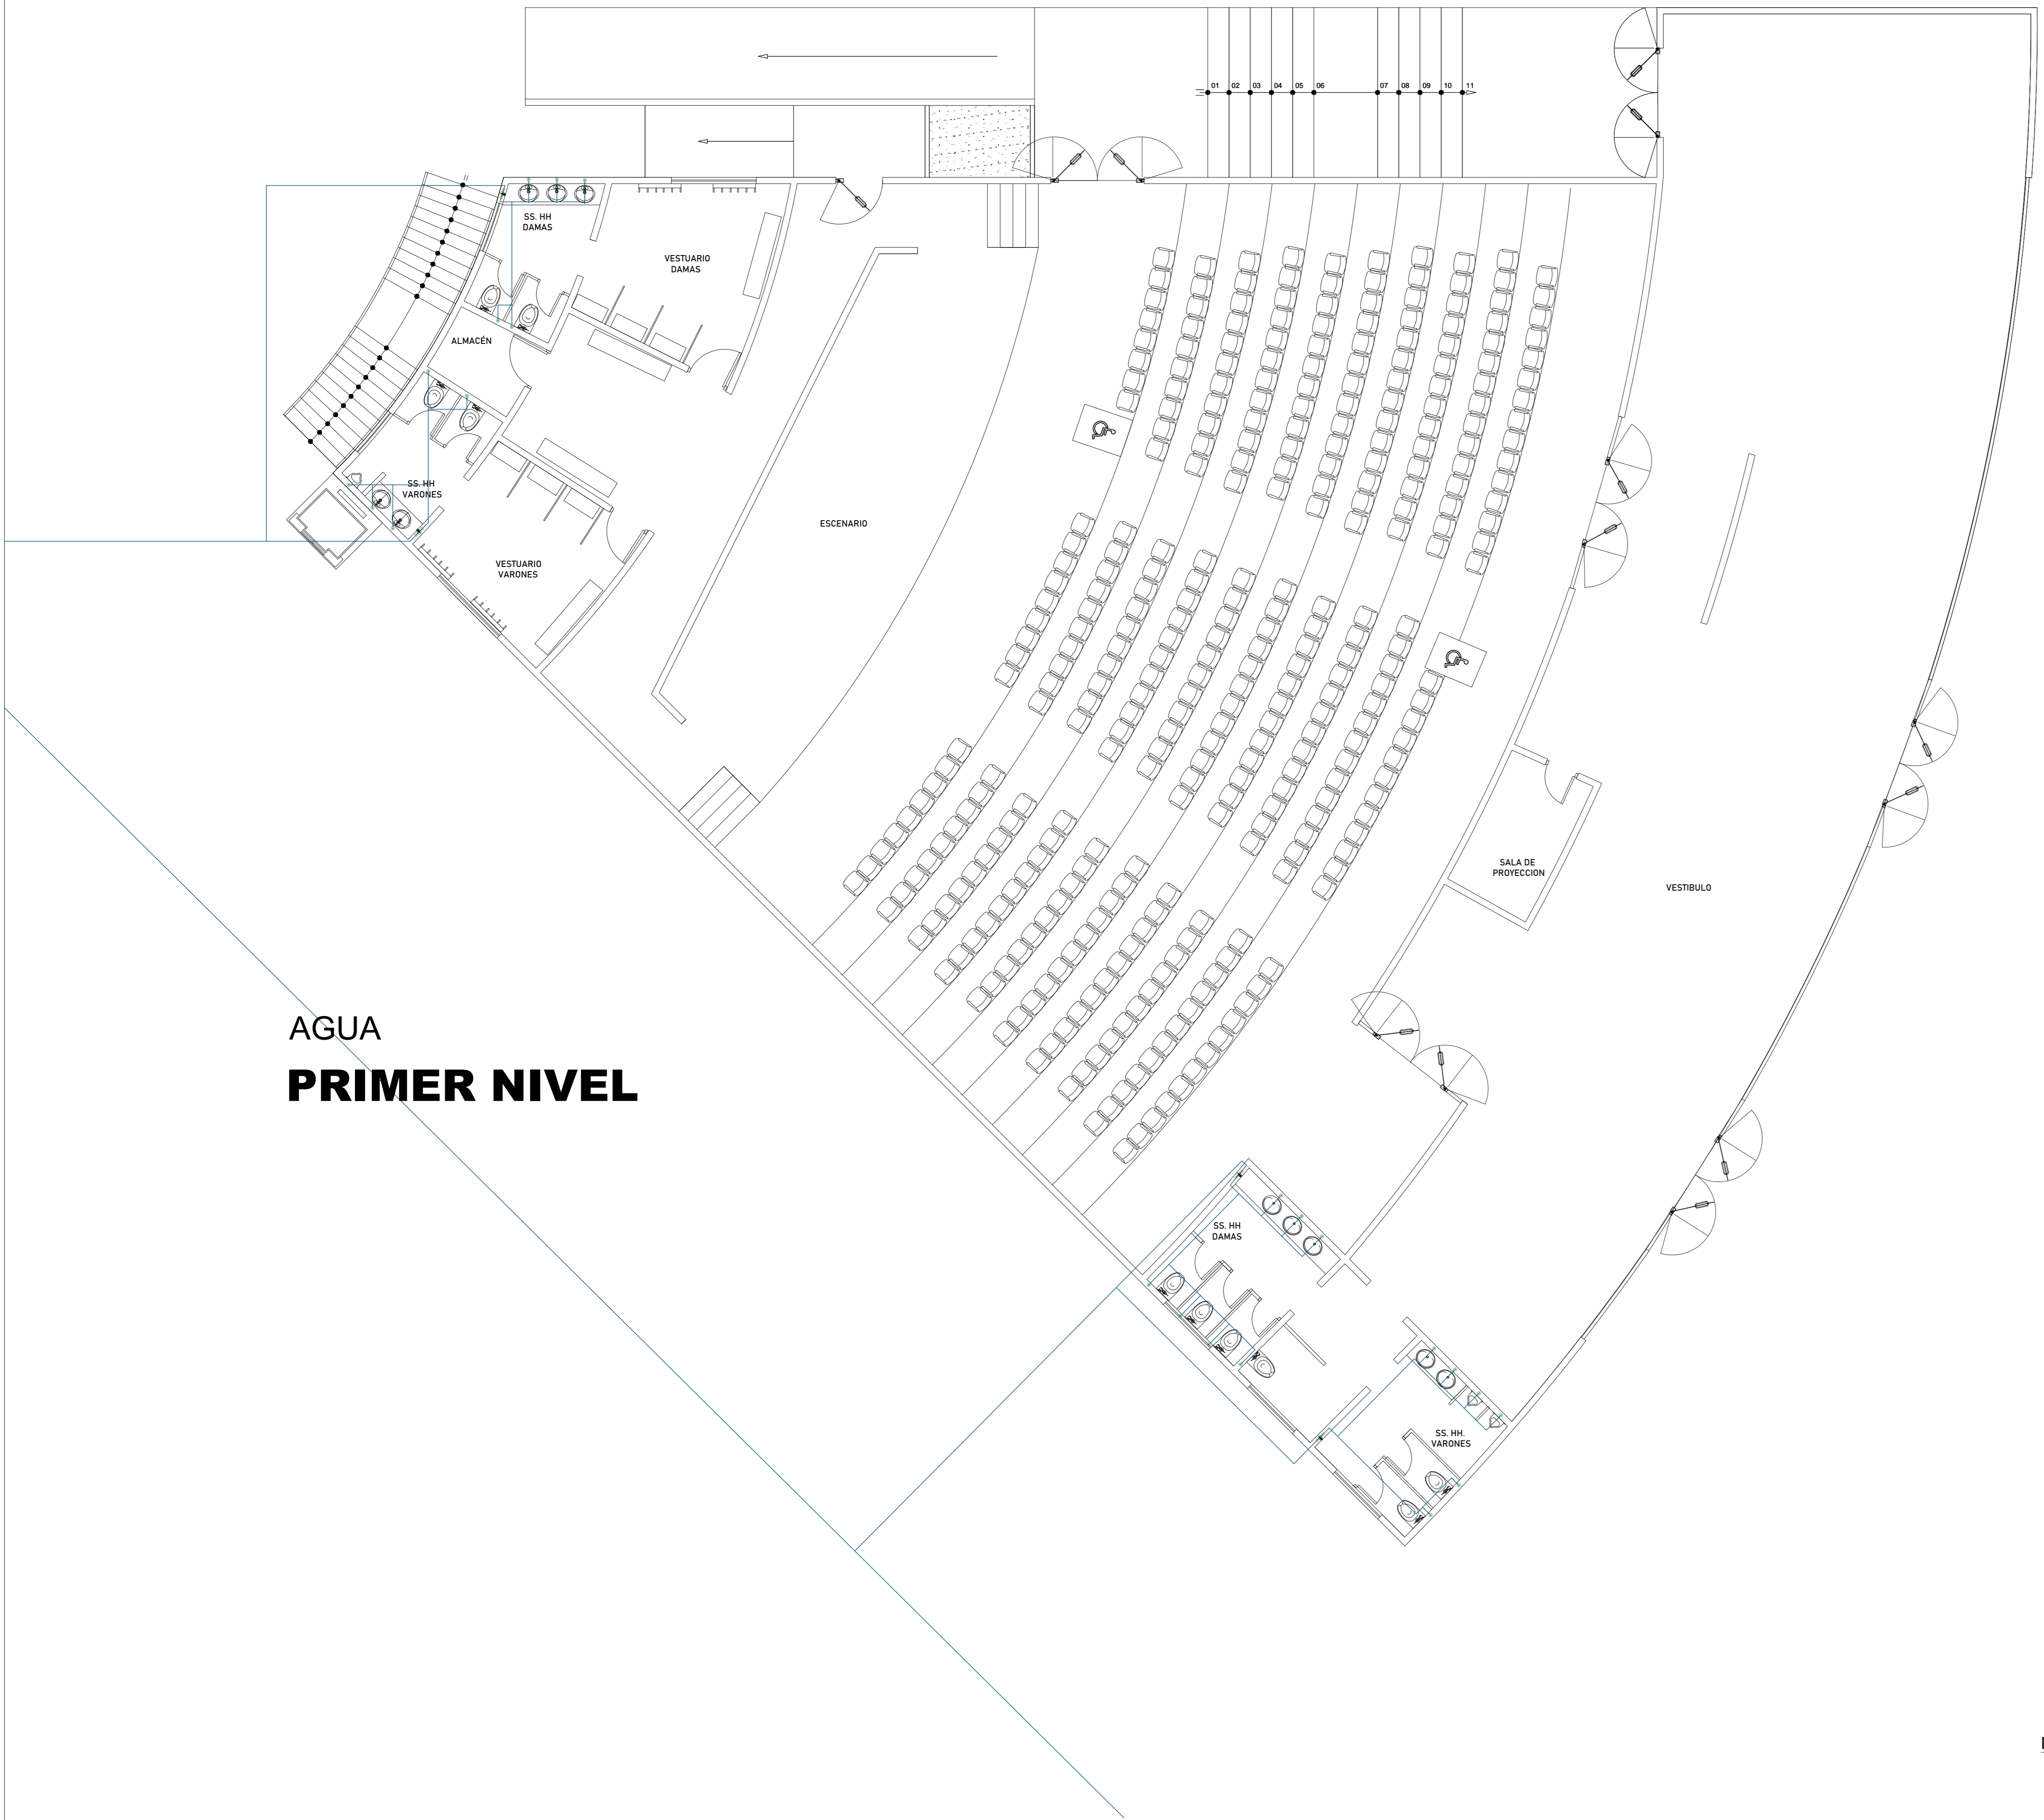 01 02 03 04 05 06 07 08 09 10 11
SS. HH
DAMAS
VESTUARIO
DAMAS
ALMACÉN
SS. HH
VARONES
VESTUARIO
VARONES
ESCENARIO
SALA DE
PROYECCION
VESTIBULO
AGUA
PRIMER NIVEL
SS. HH
DAMAS
SS. HH.
VARONES